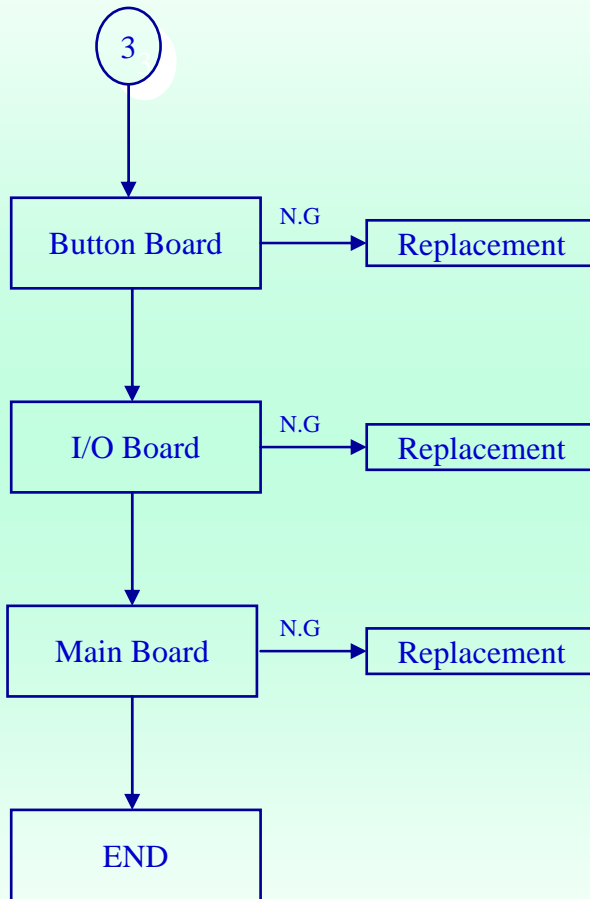 3
Button Board
N.G
Replacement
I/O Board
N.G
Replacement
Main Board
N.G
Replacement
END